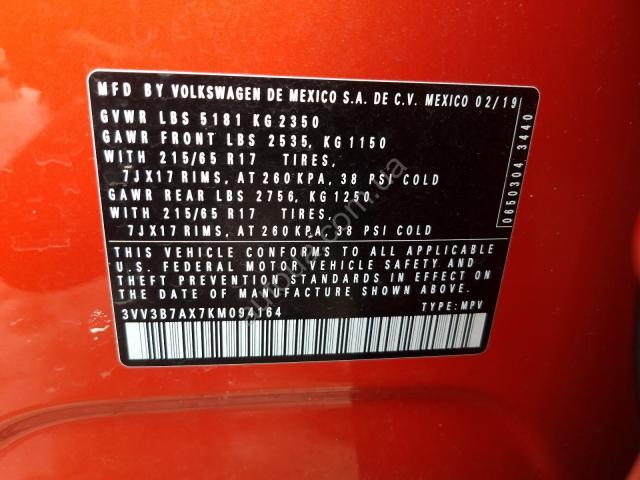 MFD BY VOLKSWAGEN DE MEXICO S.A. DE C.V. MEXICO 02/19
GVWR LBS 5181 KG 2350
GAWR FRONT LBS 2535, KG 1150
WITH 215/65 R17 TIRES,
7JX17 RIMS, AT 260 KPA, 38 PSI COLD
GAWR REAR LBS 2756, KG 1250
WITH 215/65 R17 TIRES,
7JX17 RIMS, AT 260 KPA, 38 PSI COLD
THIS VEHICLE CONFORMS TO ALL APPLICABLE
U.S. FEDERAL MOTOR VEHICLE SAFETY AND
THEFT PREVENTION STANDARDS IN EFFECT ON
THE DATE OF MANUFACTURE SHOWN ABOVE
3VV3B7AX7KM094164 TYPE: MPV
0650304 3440